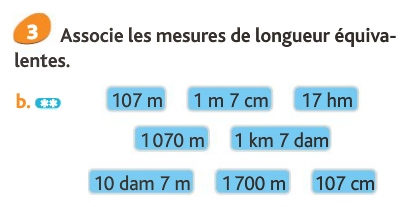 3 Associe les mesures de longueur équiva-
lentes.
b. ** 107 m 1 m 7 cm 17 hm
1 070 m 1 km 7 dam
10 dam 7 m 1 700 m 107 cm